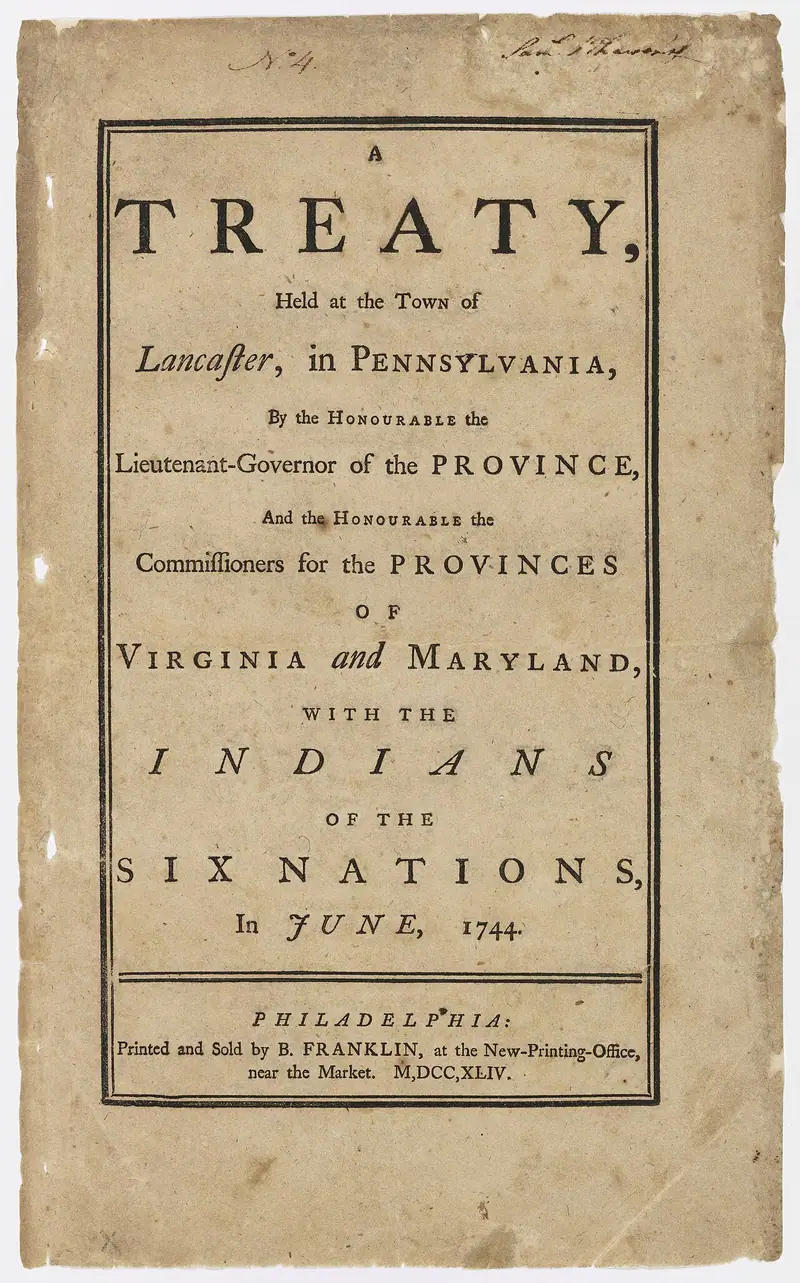 No. 4.
A
TREATY,
Held at the Town of
Lancaſter, in PENNSYLVANIA,
By the HONOURABLE the
Lieutenant-Governor of the PROVINCE,
And the HONOURABLE the
Commiſſioners for the PROVINCES
OF
VIRGINIA and MARYLAND,
WITH THE
INDIANS
OF THE
SIX NATIONS,
In JUNE, 1744.
PHILADELPHIA:
Printed and Sold by B. FRANKLIN, at the New-Printing-Office,
near the Market. M,DCC,XLIV.